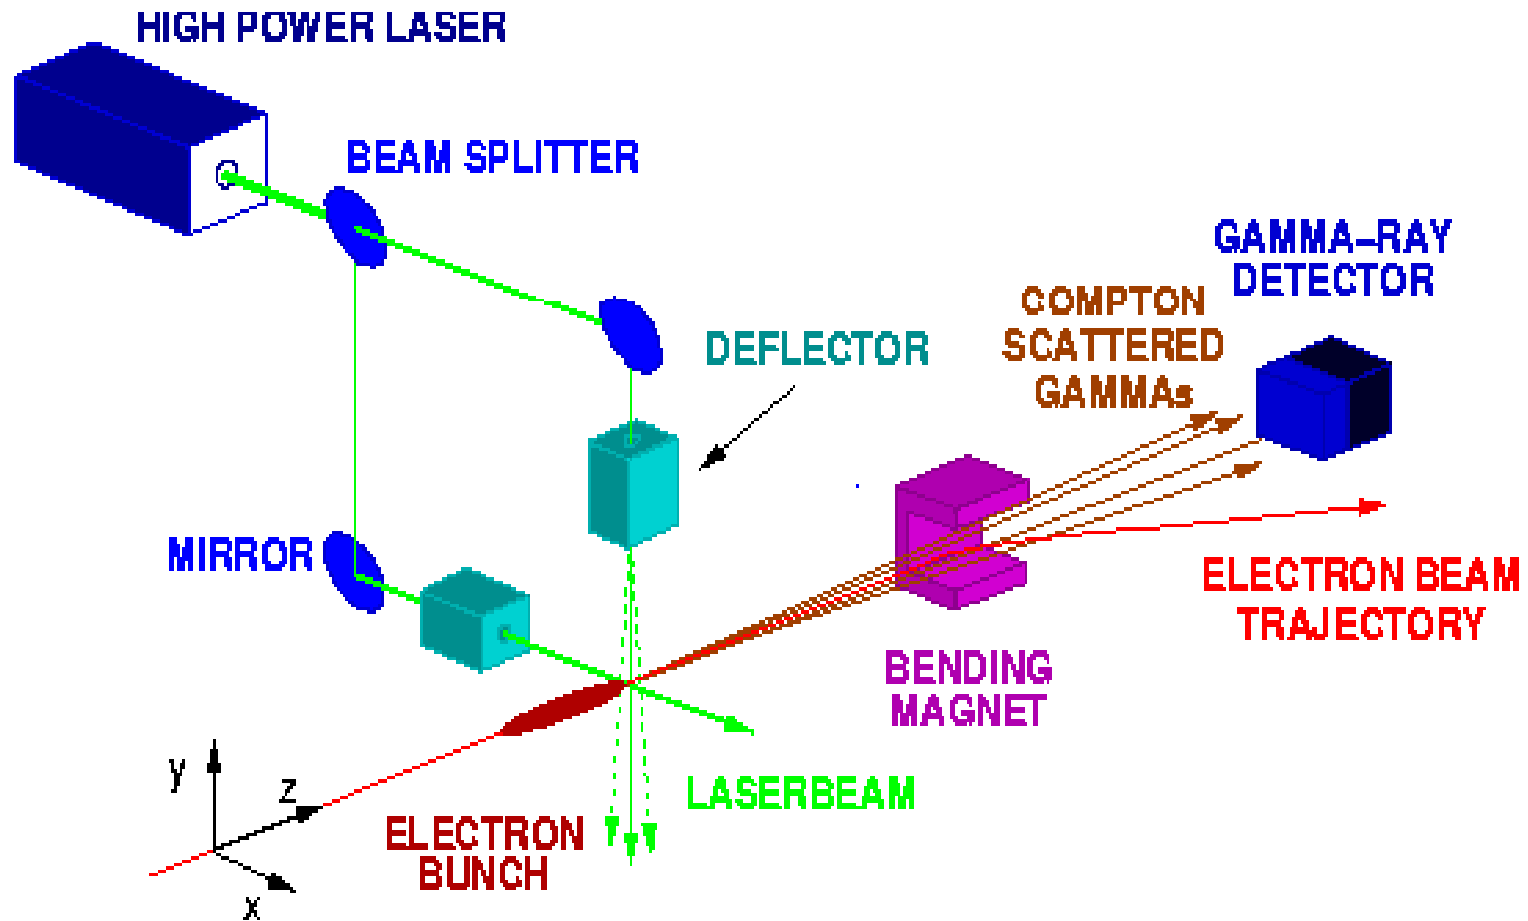 HIGH POWER LASER
BEAM SPLITTER
GAMMA-RAY
DETECTOR
COMPTON
SCATTERED
GAMMAs
DEFLECTOR
MIRROR
ELECTRON BEAM
TRAJECTORY
BENDING
MAGNET
LASERBEAM
ELECTRON
BUNCH
y
z
x